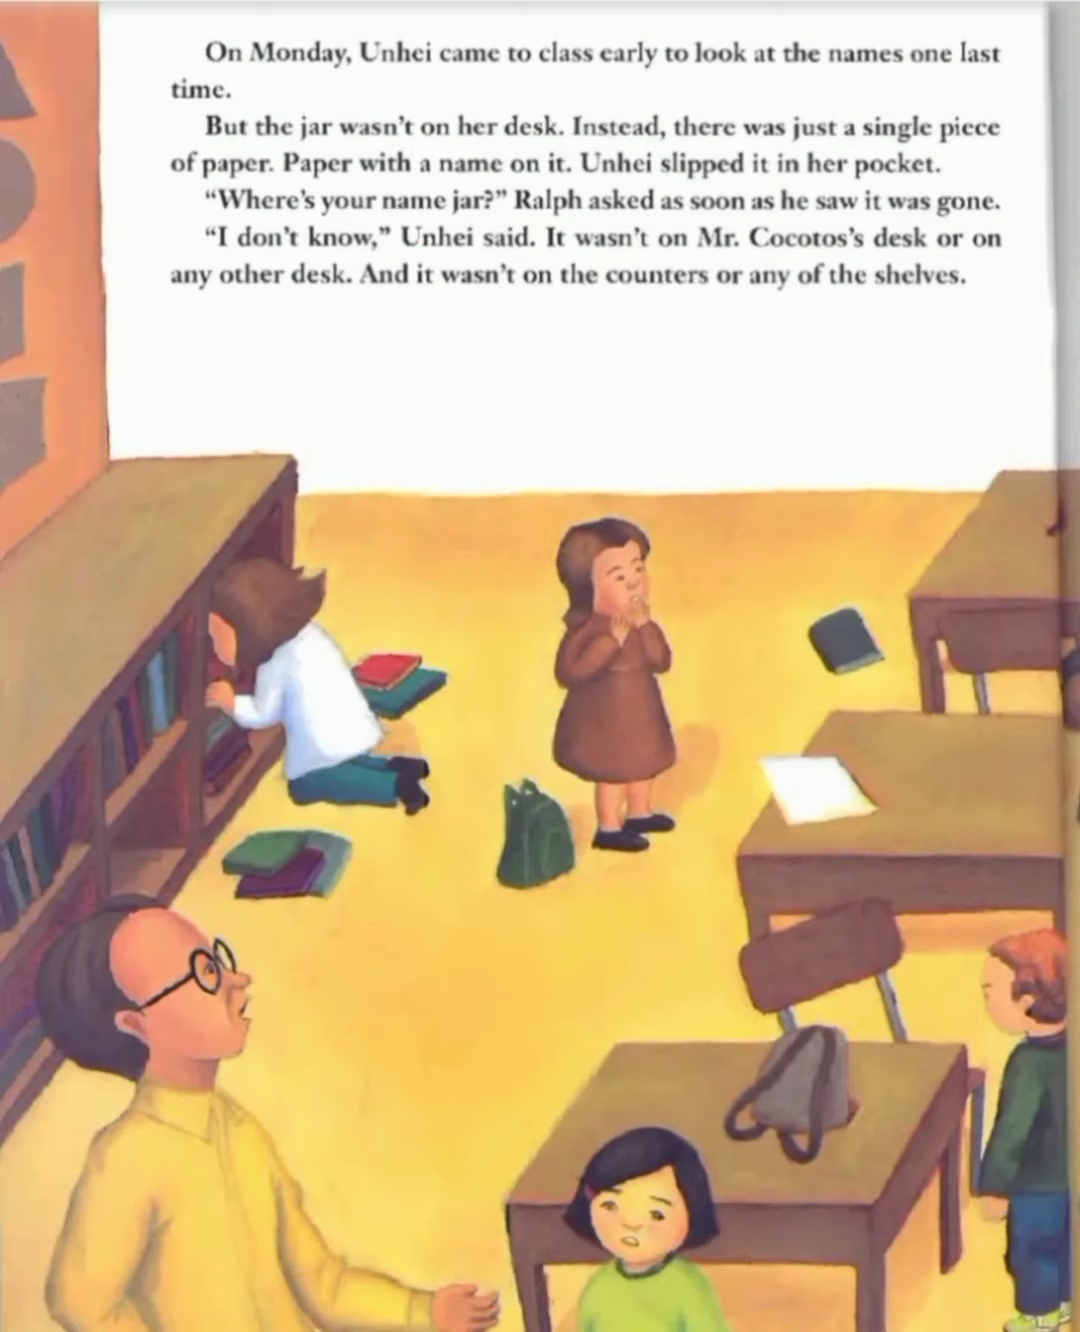 On Monday, Unhei came to class early to look at the names one last
time.
But the jar wasn't on her desk. Instead, there was just a single piece
of paper. Paper with a name on it. Unhei slipped it in her pocket.
“Where's your name jar?” Ralph asked as soon as he saw it was gone.
“I don't know,” Unhei said. It wasn't on Mr. Cocotos's desk or on
any other desk. And it wasn't on the counters or any of the shelves.